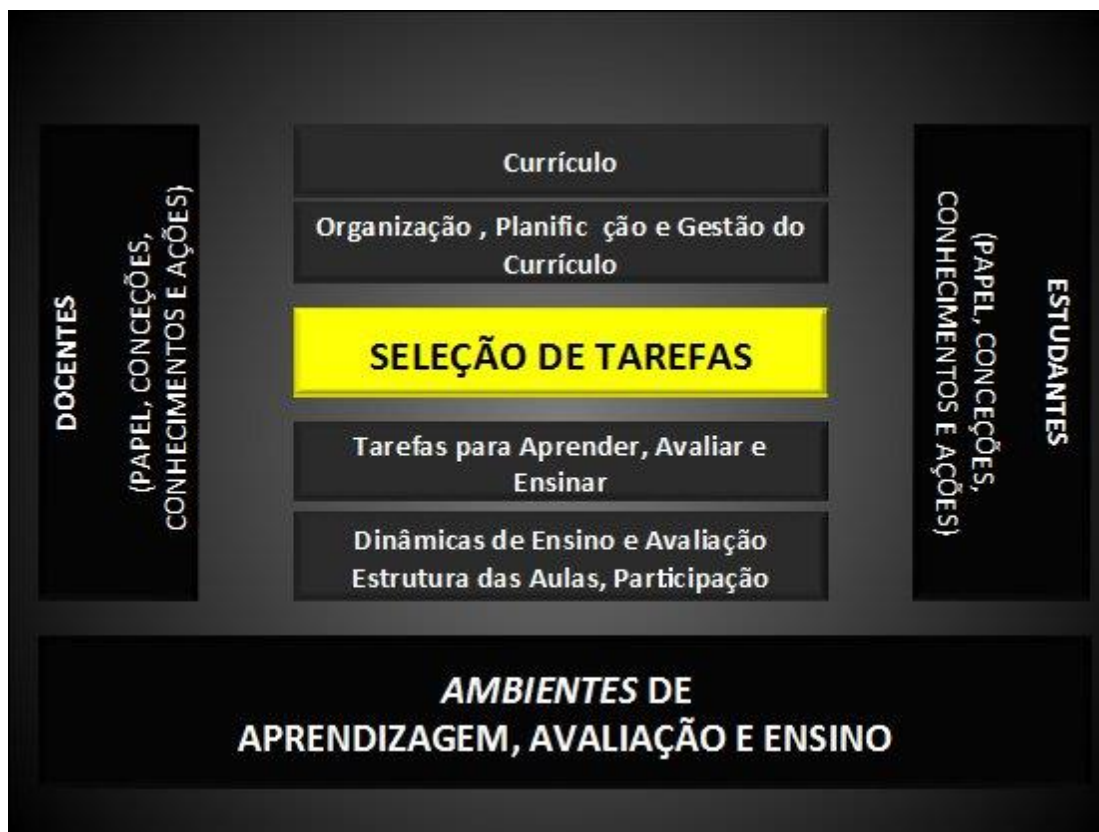 DOCENTES
(PAPEL, CONCEÇÕES,
CONHECIMENTOS E AÇÕES)
Currículo
Organização , Planific ção e Gestão do
Currículo
SELEÇÃO DE TAREFAS
Tarefas para Aprender, Avaliar e
Ensinar
Dinâmicas de Ensino e Avaliação
Estrutura das Aulas, Participação
ESTUDANTES
(PAPEL, CONCEÇÕES,
CONHECIMENTOS E AÇÕES)
AMBIENTES DE
APRENDIZAGEM, AVALIAÇÃO E ENSINO